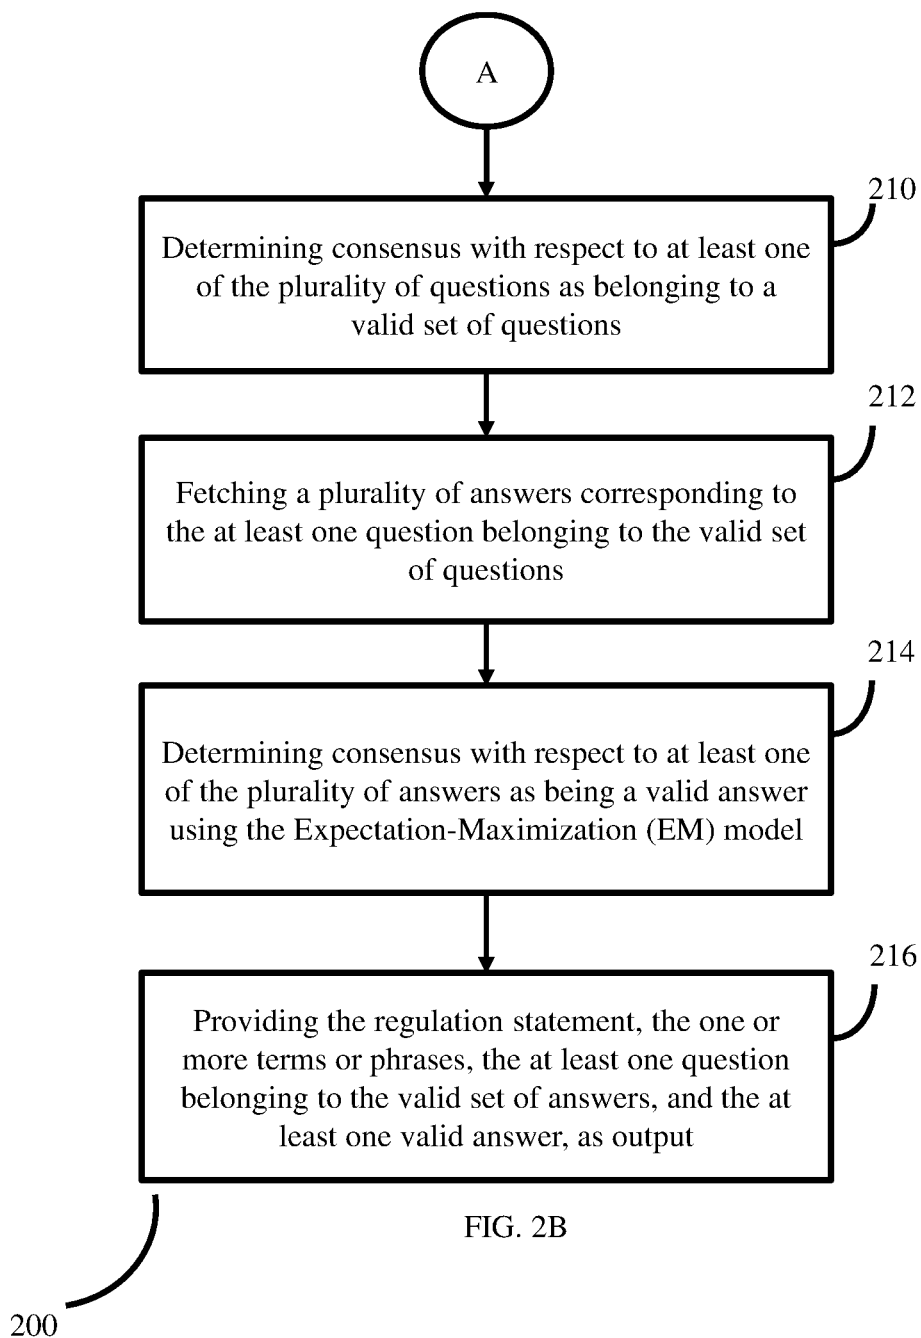 A
210
Determining consensus with respect to at least one
of the plurality of questions as belonging to a
valid set of questions
212
Fetching a plurality of answers corresponding to
the at least one question belonging to the valid set
of questions
214
Determining consensus with respect to at least one
of the plurality of answers as being a valid answer
using the Expectation-Maximization (EM) model
216
Providing the regulation statement, the one or
more terms or phrases, the at least one question
belonging to the valid set of answers, and the at
least one valid answer, as output
FIG. 2B
200